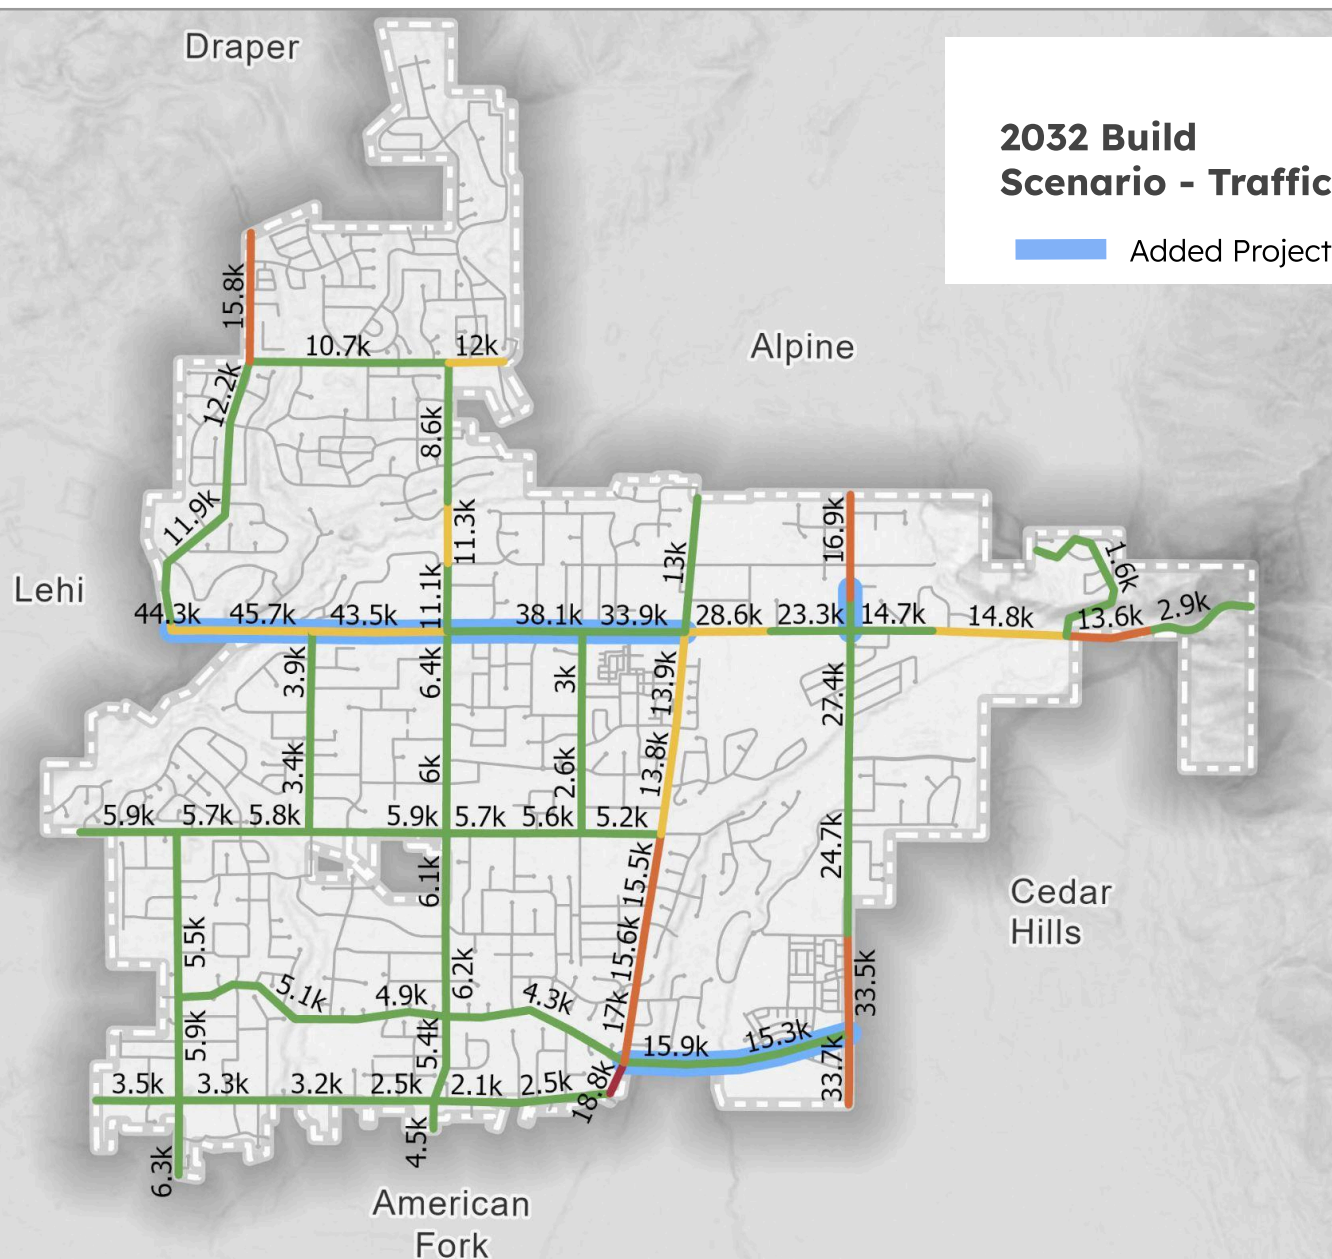 Draper
2032 Build
Scenario - Traffic
Added Project
15.8k
10.7k
12k
Alpine
12.2k
8.6k
11.9k
11.3k
13k
16.9k
1.6k
Lehi
44.3k
45.7k
43.5k
11.1k
38.1k
33.9k
28.6k
23.3k
14.7k
14.8k
13.6k
2.9k
3.9k
6.4k
3k
13.9k
27.4k
3.4k
6k
2.6k
13.8k
5.9k
5.7k
5.8k
5.9k
5.7k
5.6k
5.2k
24.7k
6.1k
15.5k
Cedar
Hills
5.5k
6.2k
15.6k
33.5k
5.1k
4.9k
4.3k
17k
5.9k
5.4k
15.9k
15.3k
33.7k
3.5k
3.3k
3.2k
2.5k
2.1k
2.5k
18.8k
4.5k
6.3k
American
Fork